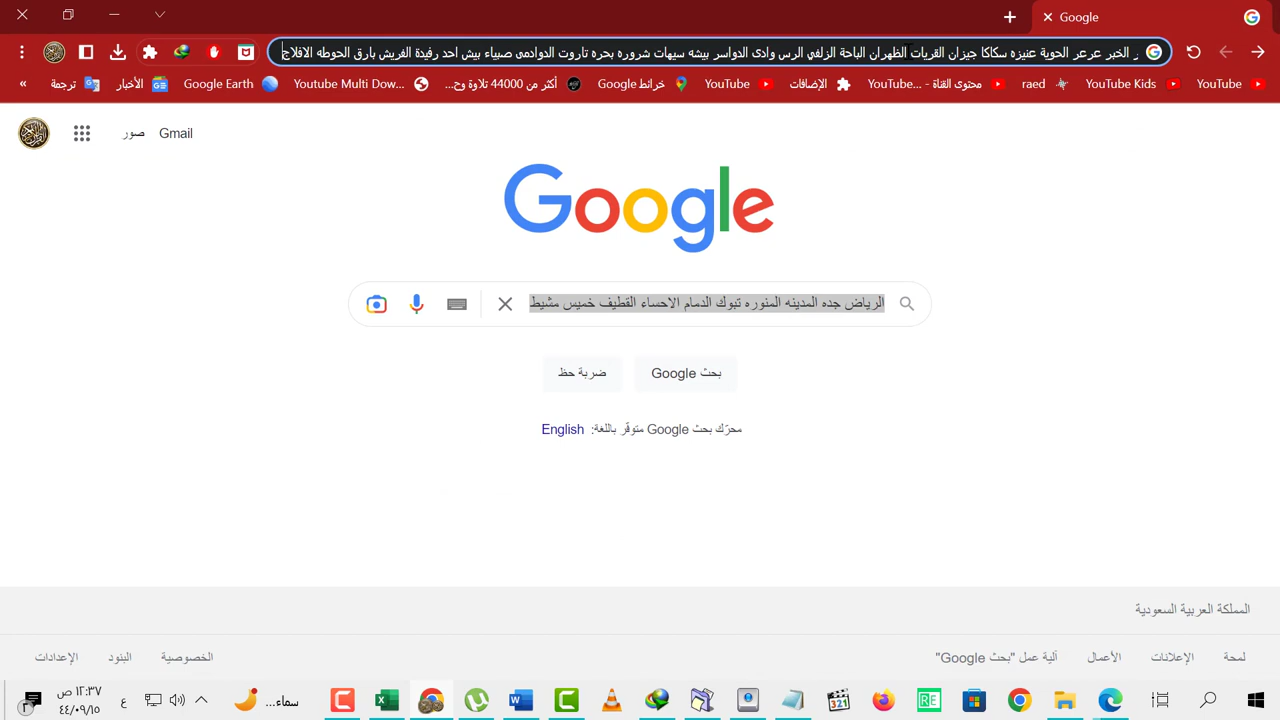 Google
ر الخبر عرعر الحوية عنيزه سكاكا جيزان القريات الظهران الباحة الزلفي الرس وادى الدواسر بيشه سيهات شروره بحره تاروت الدوادمى صبياء بيش احد رفيدة الفريش بارق الحوطه الافلاج
YouTube
YouTube Kids
raed
محتوى القناة - YouTube...
الإضافات
YouTube
خرائط Google
أكثر من 44000 تلاوة وح...
Youtube Multi Dow...
Google Earth
الأخبار
ترجمة
»
Gmail صور
Google
الرياض جده المدينه المنوره تبوك الدمام الاحساء القطيف خميس مشيط
بحث Google
ضربة حظ
محرّك بحث Google متوفّر باللغة: English
المملكة العربية السعودية
لمحة الإعلانات الأعمال آلية عمل "بحث Google" الخصوصية البنود الإعدادات
سماء... ع ١٢:٣٧ ص
٤٤/٠٩/١٥